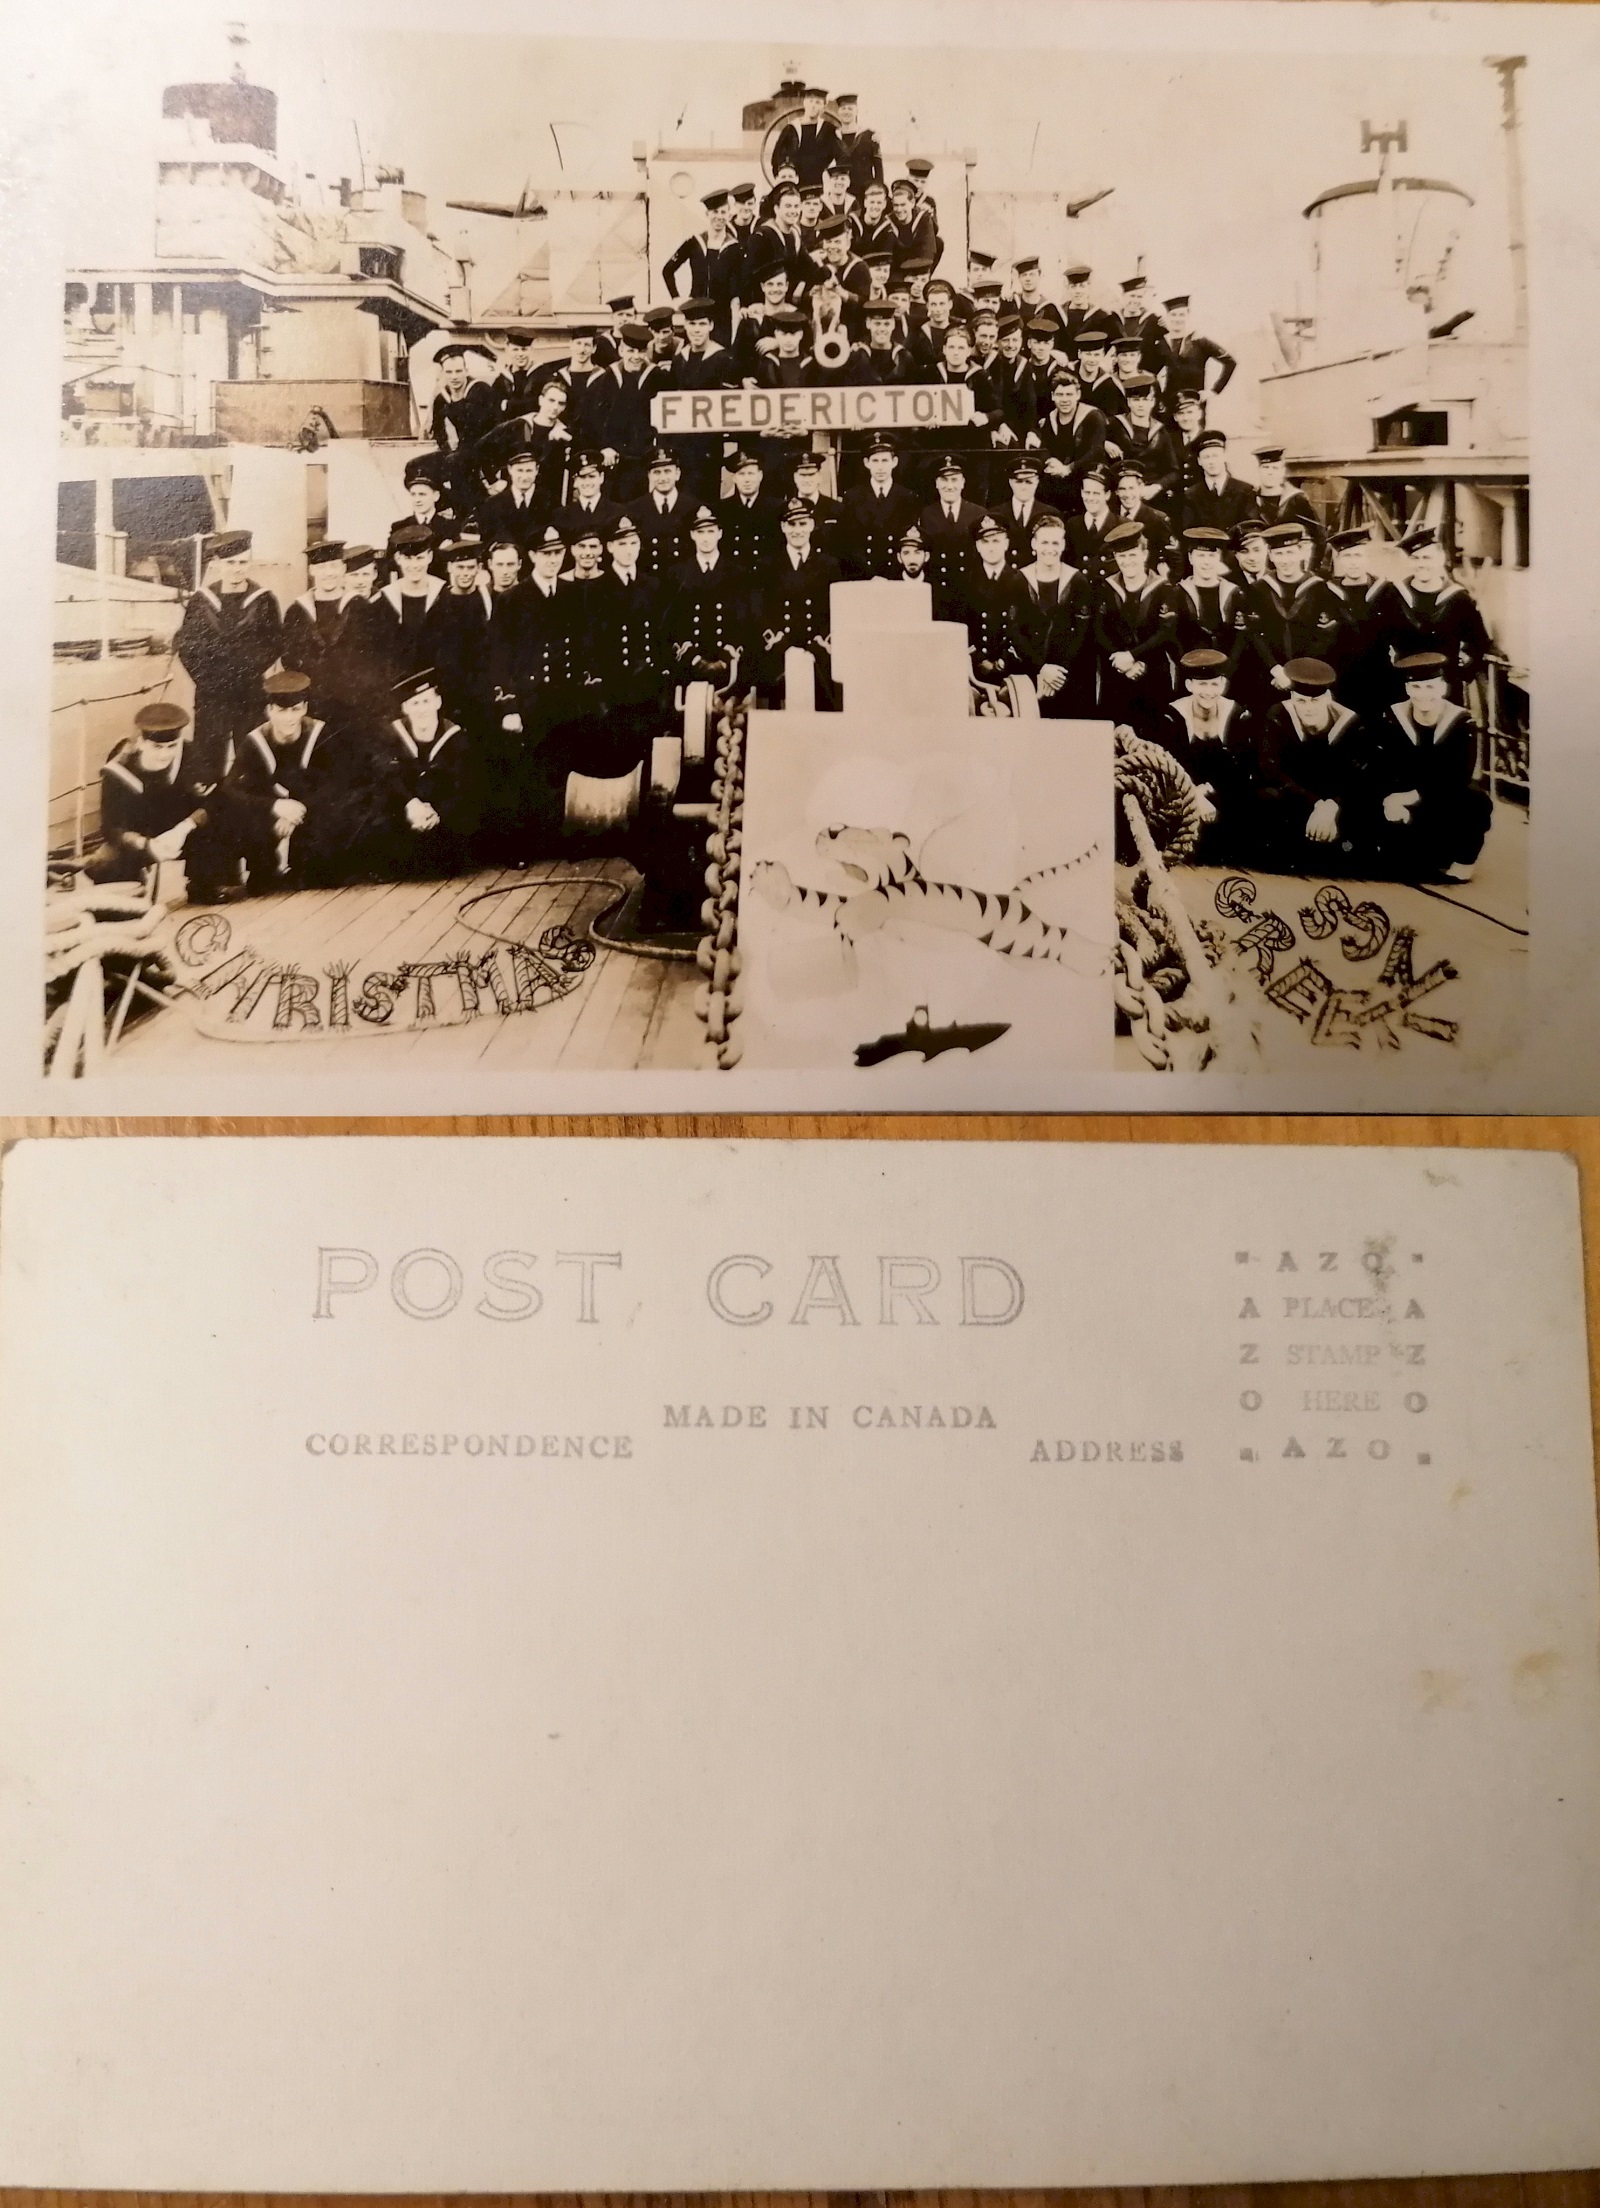 FREDERICTON
CHRISTMAS
GREETINGS
POST CARD
MADE IN CANADA
CORRESPONDENCE
ADDRESS
AZO
A PLACE A
Z STAMP Z
O HERE O
AZO